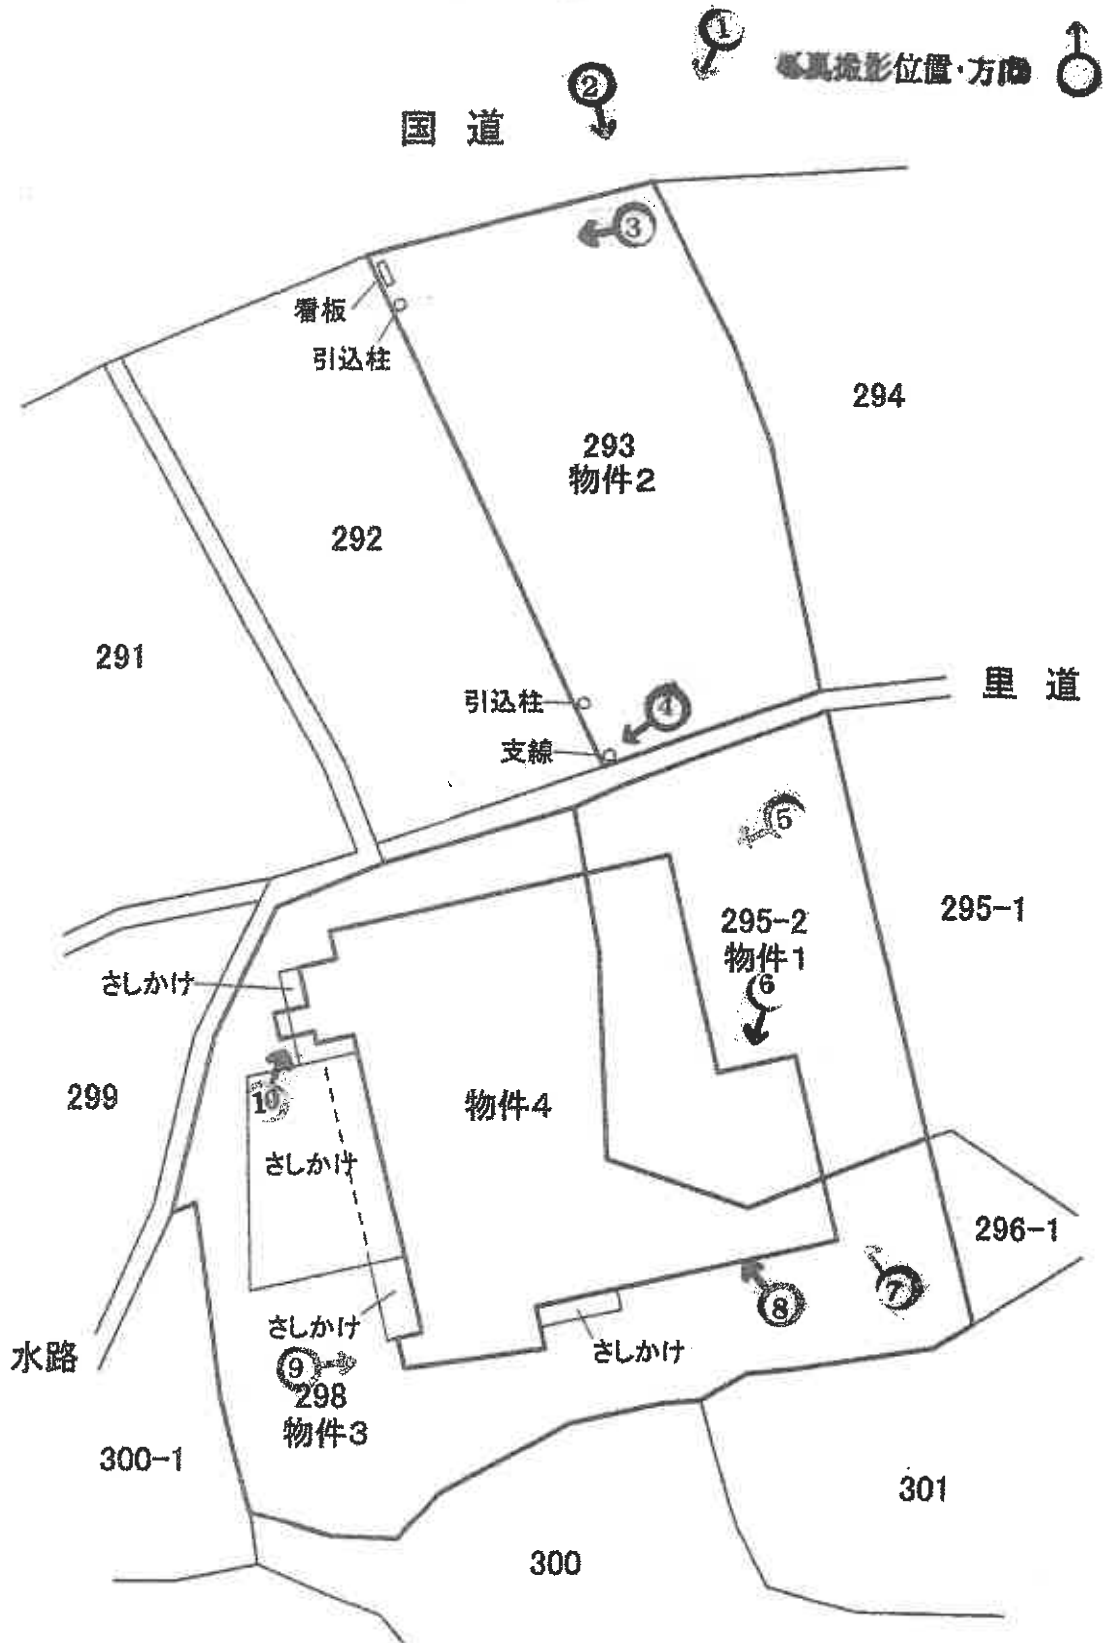 ①
写真撮影位置・方向
②
国 道
③
看板
引込柱
294
293
物件2
292
291
里 道
引込柱
④
支線
⑤
295-1
295-2
物件1
さしかけ
⑥
299
10
物件4
さしかけ
296-1
⑦
⑧
さしかけ
さしかけ
水路
⑨
298
物件3
300-1
301
300